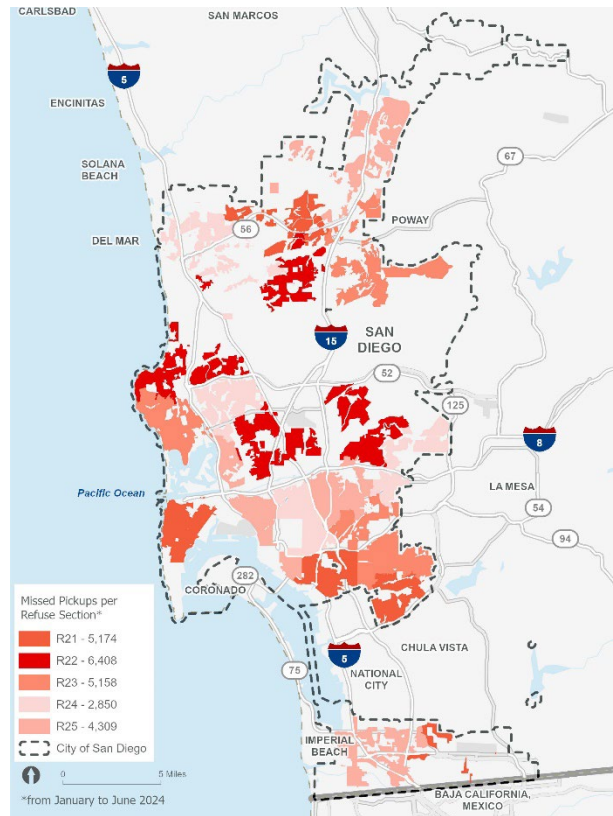 CARLSBAD
SAN MARCOS
5
ENCINITAS
SOLANA
BEACH
67
DEL MAR
56
POWAY
15
SAN
DIEGO
52
125
8
Pacific Ocean
LA MESA
54
94
282
CORONADO
Missed Pickups per
Refuse Section*
R21 - 5,174
R22 - 6,408
R23 - 5,158
R24 - 2,850
R25 - 4,309
City of San Diego
0 5 Miles
*from January to June 2024
CHULA VISTA
5
NATIONAL
CITY
75
IMPERIAL
BEACH
BAJA CALIFORNIA,
MEXICO